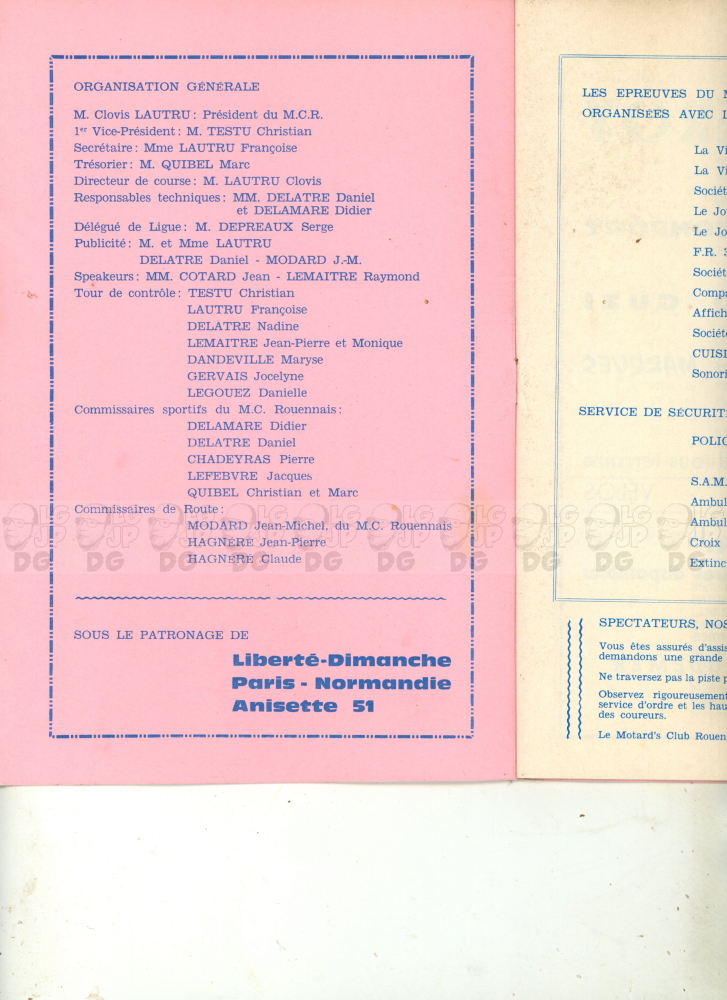 ORGANISATION GÉNÉRALE
M. Clovis LAUTRU : Président du M.C.R.
1er Vice-Président : M. TESTU Christian
Secrétaire : Mme LAUTRU Françoise
Trésorier : M. QUIBEL Marc
Directeur de course : M. LAUTRU Clovis
Responsables techniques : MM. DELATRE Daniel
et DELAMARE Didier
Délégué de Ligue : M. DEPREAUX Serge
Publicité : M. et Mme LAUTRU
DELATRE Daniel - MODARD J.-M.
Speakeurs : MM. COTARD Jean - LEMAITRE Raymond
Tour de contrôle : TESTU Christian
LAUTRU Françoise
DELATRE Nadine
LEMAITRE Jean-Pierre et Monique
DANDEVILLE Maryse
GERVAIS Jocelyne
LEGOUEZ Danielle
Commissaires sportifs du M.C. Rouennais :
DELAMARE Didier
DELATRE Daniel
CHADEYRAS Pierre
LEFEBVRE Jacques
QUIBEL Christian et Marc
Commissaires de Route :
MODARD Jean-Michel, du M.C. Rouennais
HAGNÈRE Jean-Pierre
HAGNÈRE Claude
SOUS LE PATRONAGE DE
Liberté-Dimanche
Paris - Normandie
Anisette 51
LES EPREUVES DU
ORGANISÉES AVEC
La
La
Sociét
Le Jo
Le Jo
F.R. 3
Sociét
Compa
Affich
Société
CUISI
Sonori
SERVICE DE SÉCURIT
POLIC
S.A.M.
Ambul
Ambul
Croix
Extinc
SPECTATEURS, NOS
Vous êtes assurés d'assis
demandons une grande
Ne traversez pas la piste
Observez rigoureusement
service d'ordre et les hau
des coureurs.
Le Motard's Club Rouen